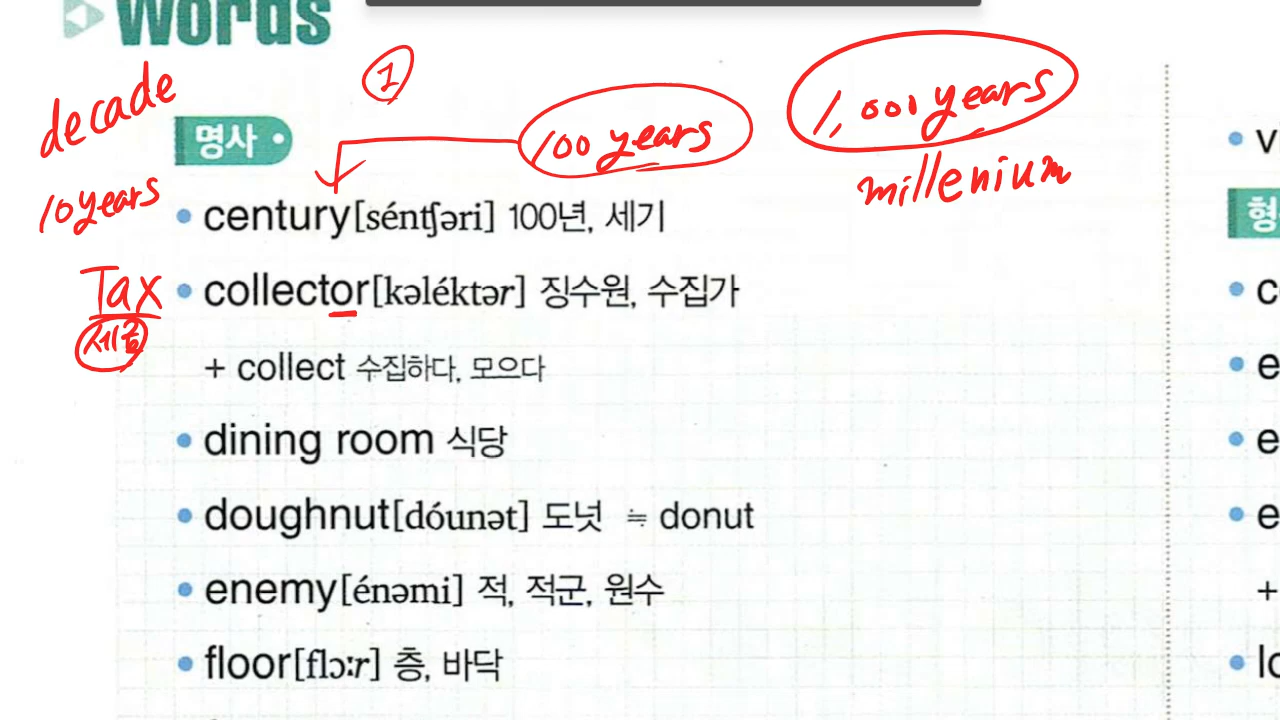 Words
decade
10 years
①
100 years
1,000 years
millenium
명사
century[séntʃəri] 100년, 세기
Tax
세금
collector[kəléktər] 징수원, 수집가
+ collect 수집하다, 모으다
dining room 식당
doughnut[dóunət] 도넛 ≒ donut
enemy[énəmi] 적, 적군, 원수
floor[flɔːr] 층, 바닥
형